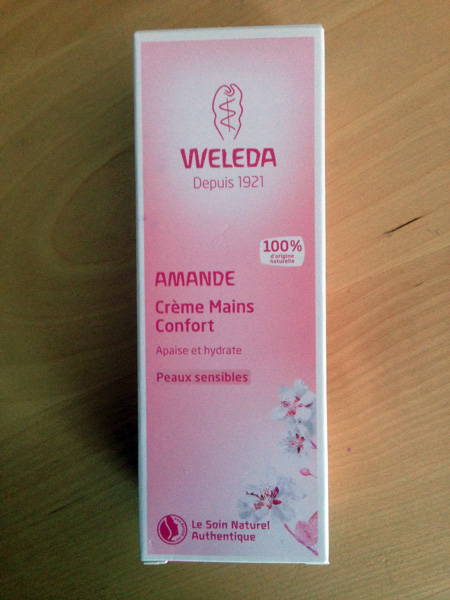 WELEDA
Depuis 1921
100%
d'origine
naturelle
AMANDE
Crème Mains
Confort
Apaise et hydrate
Peaux sensibles
Le Soin Naturel
Authentique